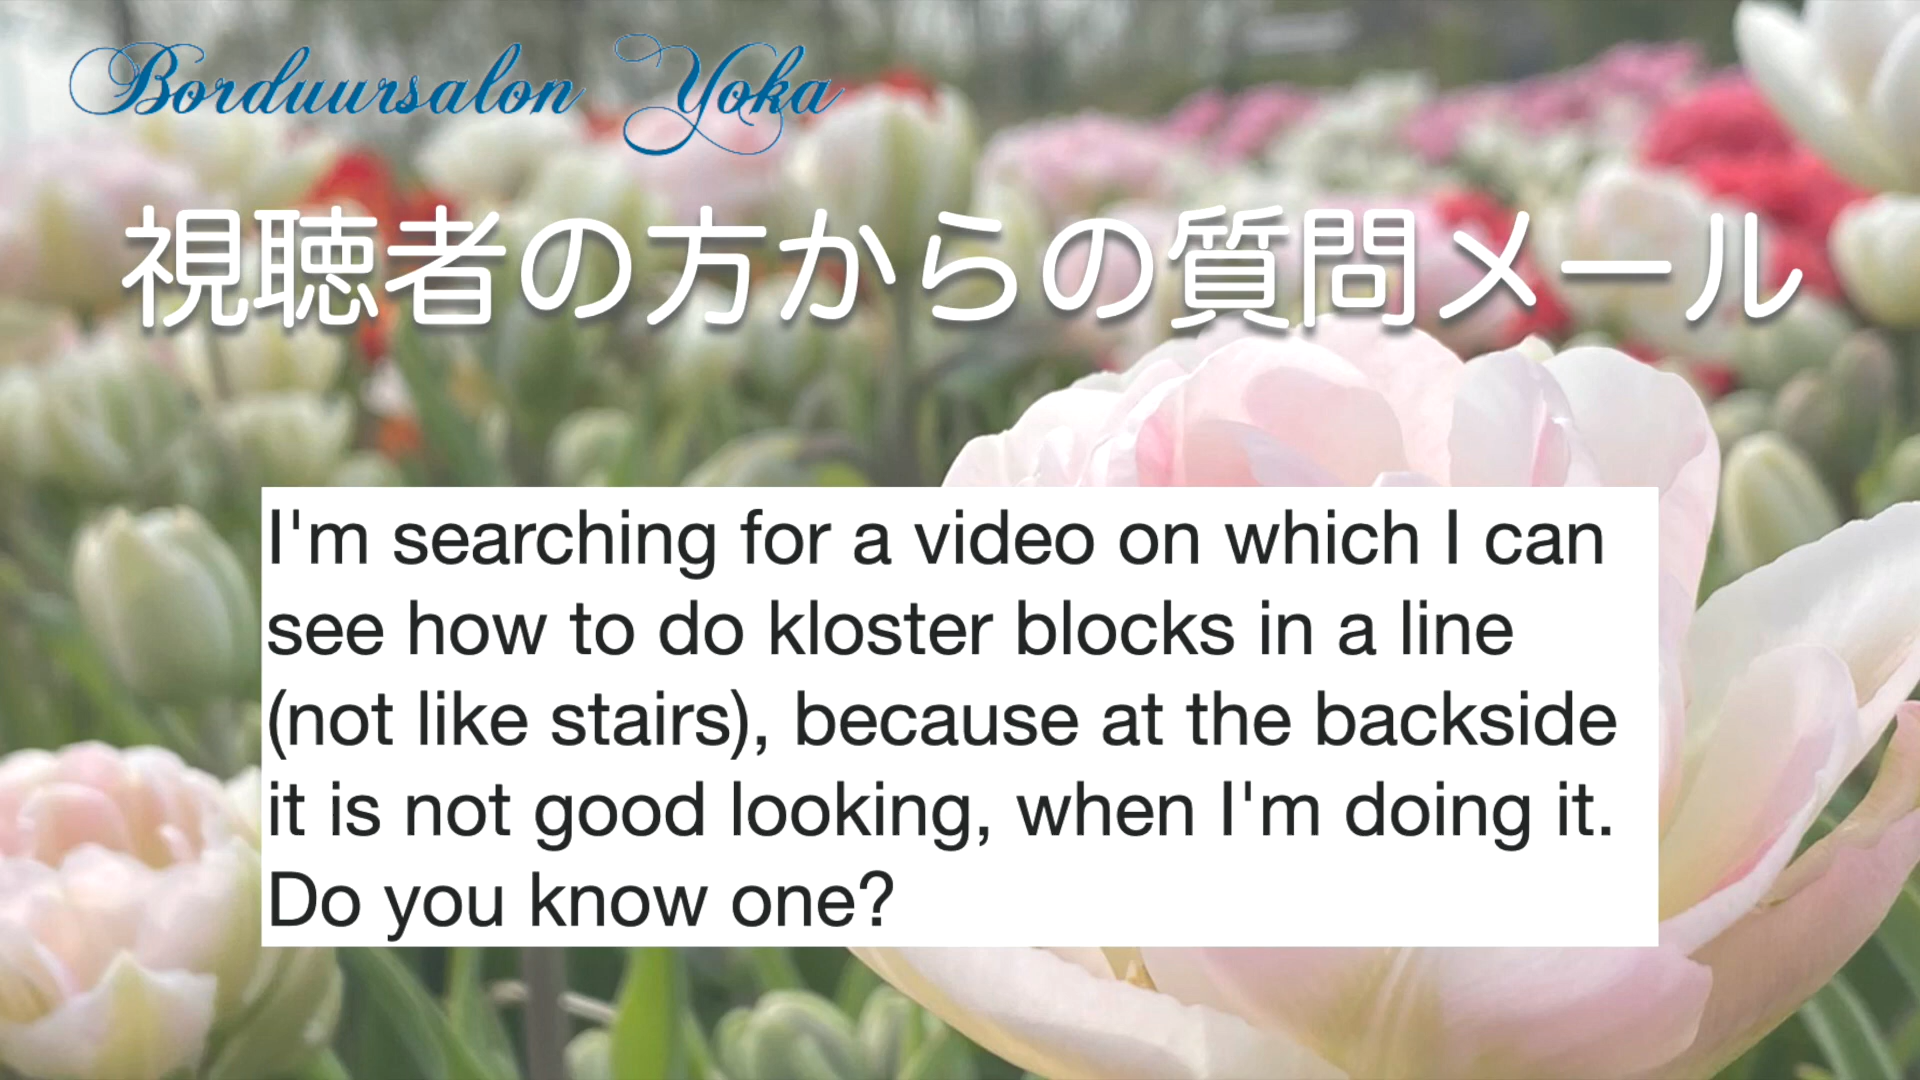 Borduursalon Yoka
視聴者の方からの質問メール
I'm searching for a video on which I can
see how to do kloster blocks in a line
(not like stairs), because at the backside
it is not good looking, when I'm doing it.
Do you know one?